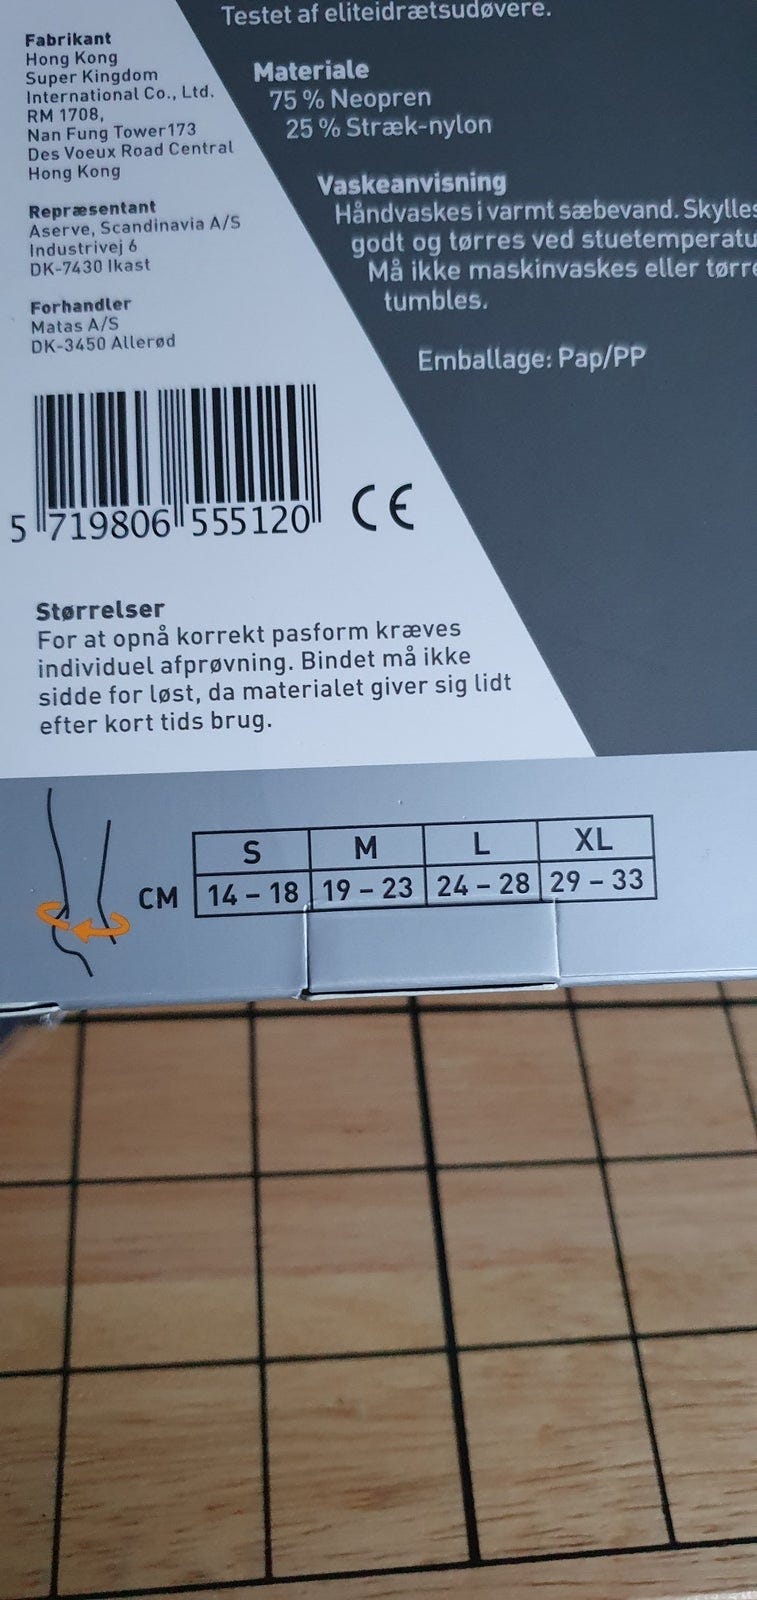 Testet af eliteidrætsudøvere.
Fabrikant
Hong Kong
Super Kingdom
International Co., Ltd.
RM 1708,
Nan Fung Tower173
Des Voeux Road Central
Hong Kong
Repræsentant
Aserve, Scandinavia A/S
Industrivej 6
DK-7430 Ikast
Forhandler
Matas A/S
DK-3450 Allerød
Materiale
75 % Neopren
25 % Stræk-nylon
Vaskeanvisning
Håndvaskes i varmt sæbevand. Skylles
godt og tørres ved stuetemperatu
Må ikke maskinvaskes eller tørre
tumbles.
Emballage: Pap/PP
5 719806 555120
CE
Størrelser
For at opnå korrekt pasform kræves
individuel afprøvning. Bindet må ikke
sidde for løst, da materialet giver sig lidt
efter kort tids brug.
S M L XL
CM 14 – 18 19 – 23 24 – 28 29 – 33